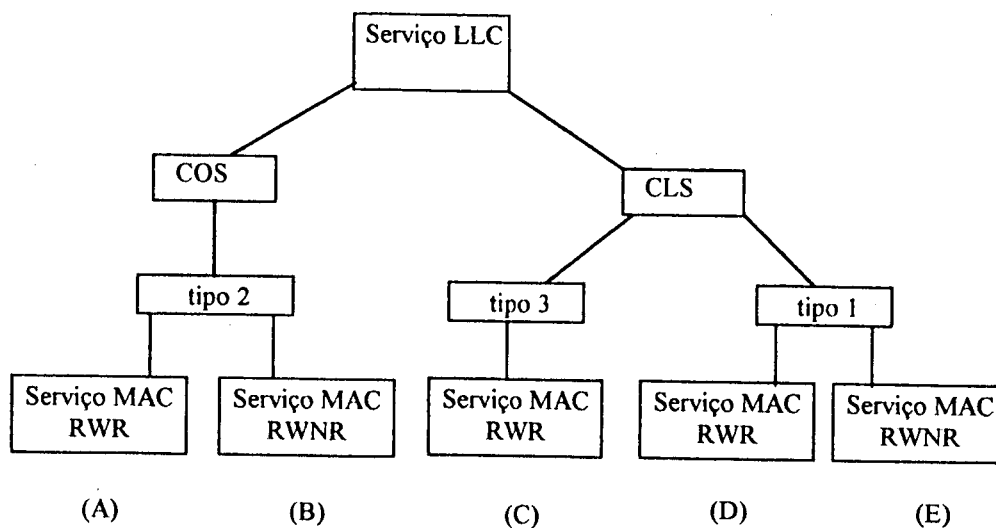 Serviço LLC
COS
CLS
tipo 2
tipo 3
tipo 1
Serviço MAC
RWR
Serviço MAC
RWNR
Serviço MAC
RWR
Serviço MAC
RWR
Serviço MAC
RWNR
(A)
(B)
(C)
(D)
(E)